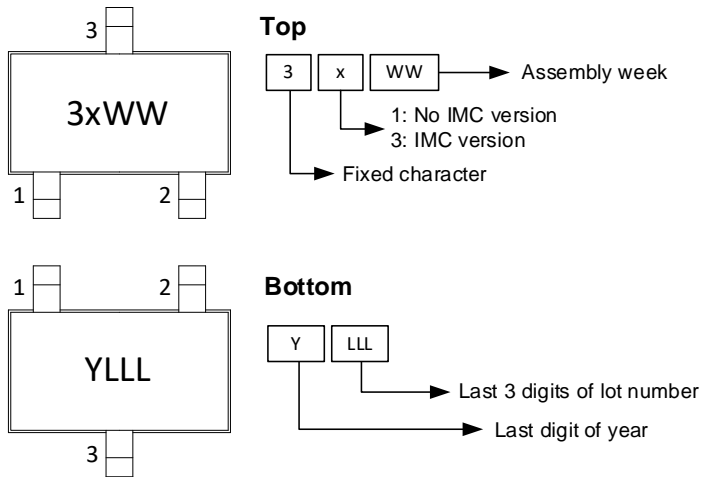 3
Top
3 x WW Assembly week
3xWW
1: No IMC version
3: IMC version
Fixed character
1 2
1 2
Bottom
Y LLL
YLLL
Last 3 digits of lot number
Last digit of year
3